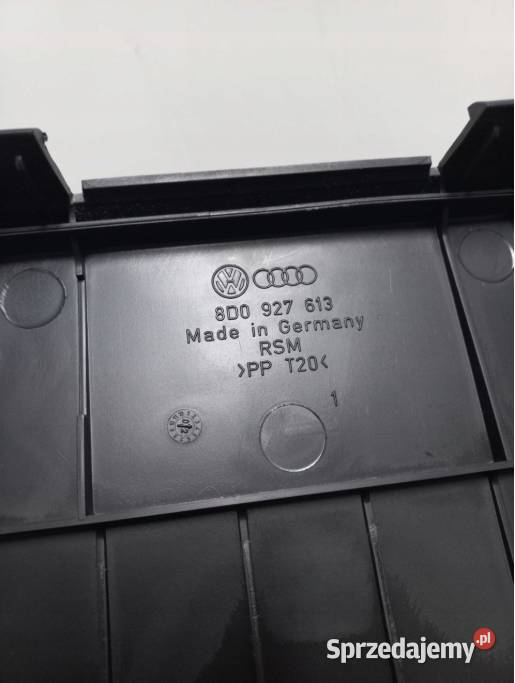 8D0 927 613
Made in Germany
RSM
>PP T20<
1
Sprzedajemy.pl